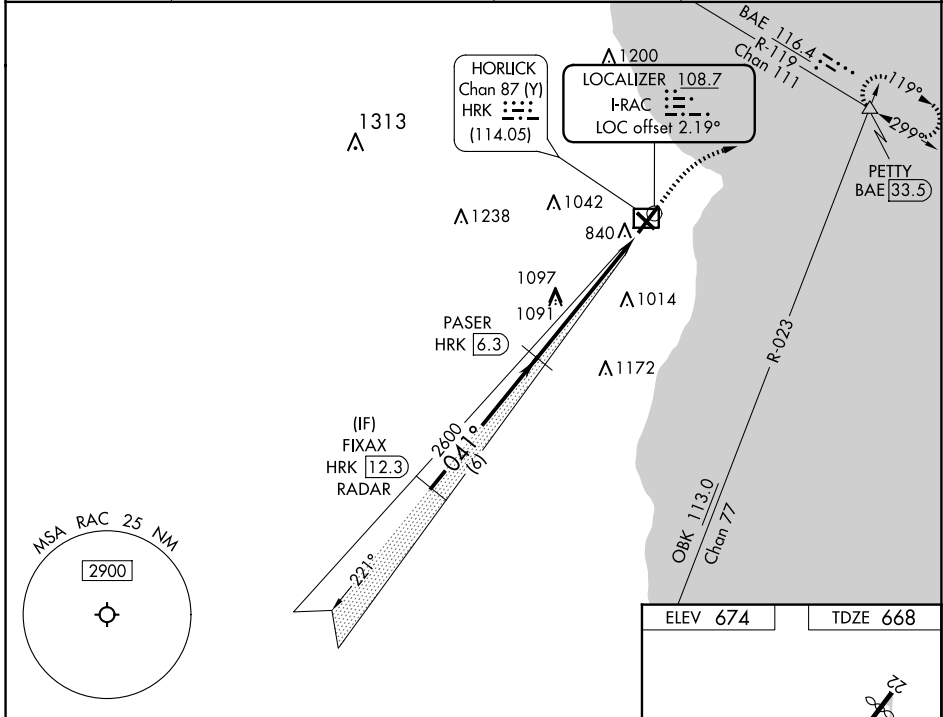 BAE 116.4
R-119
Chan 111
1200
HORLICK
Chan 87 (Y)
HRK
(114.05)
LOCALIZER 108.7
I-RAC
LOC offset 2.19°
119°
299°
1313
PETTY
BAE 33.5
1042
1238
840
1097
1091
1014
PASER
HRK 6.3
R-023
1172
(IF)
FIXAX
HRK 12.3
RADAR
2600
041°
(6)
OBK 113.0
Chan 77
MSA RAC 25 NM
2900
221°
ELEV 674
TDZE 668
22